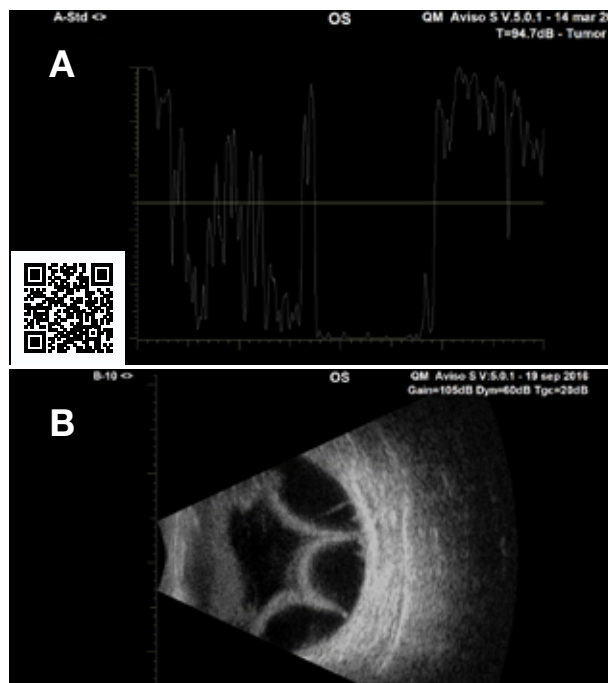 A-Std <> OS QM Aviso S V.5.0.1 - 14 mar 20
T=94.7dB - Tumor
A
B-10 <> OS QM Aviso S V:5.0.1 - 19 sep 2016
Gain=105dB Dyn=60dB Tgc=20dB
B